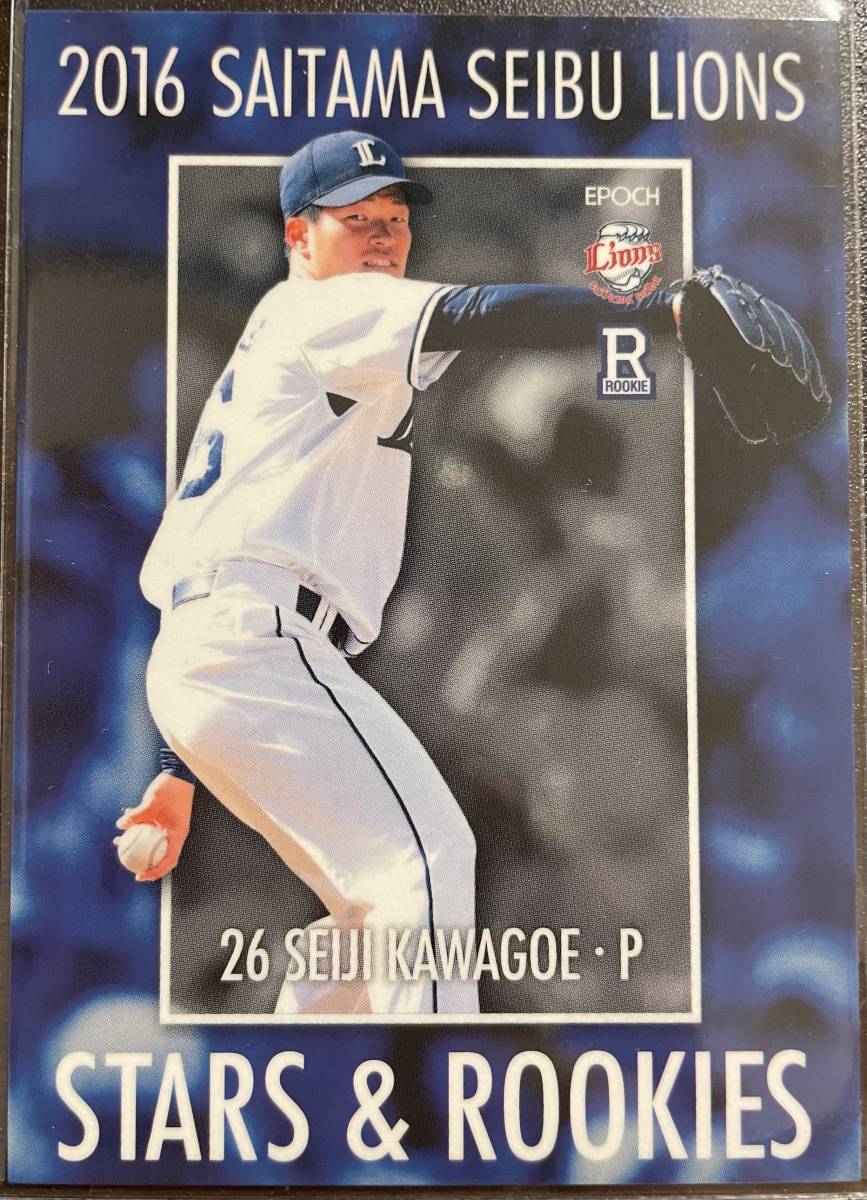 2016 SAITAMA SEIBU LIONS
L
EPOCH
Lions
R
ROOKIE
26 SEIJI KAWAGOE · P
STARS & ROOKIES